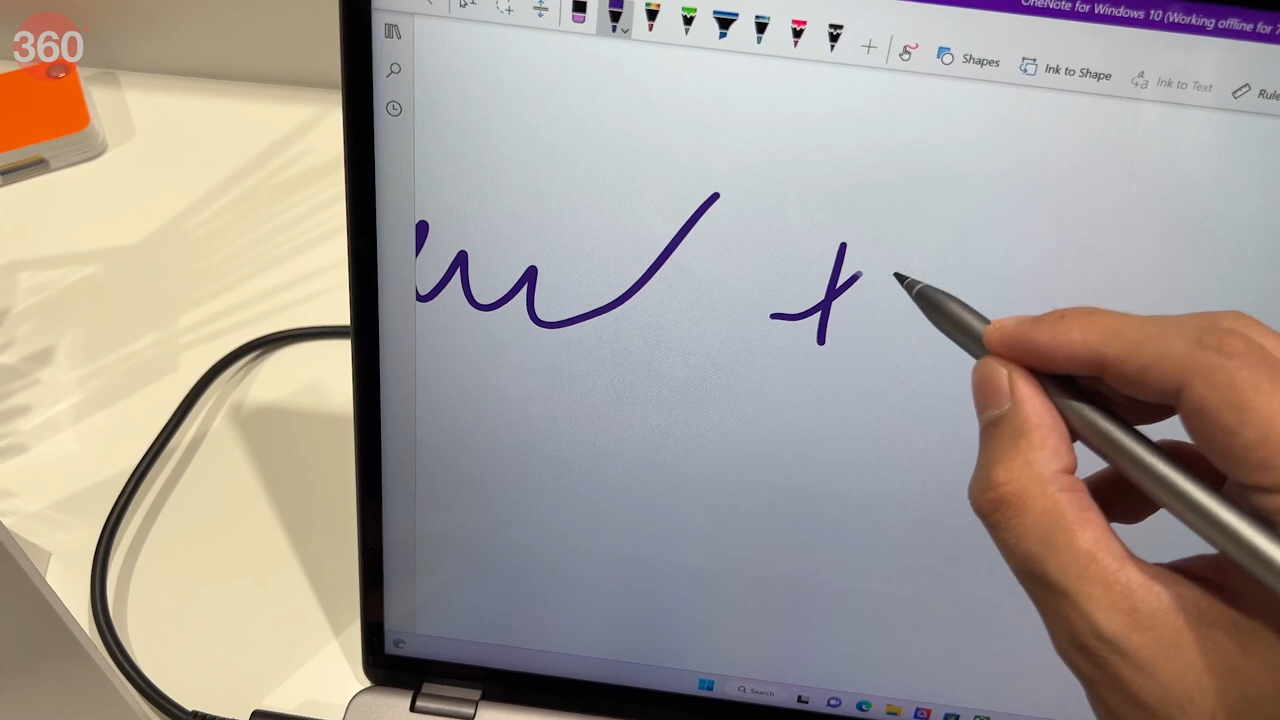 360
OneNote for Windows 10 (Working offline for
Shapes
Ink to Shape
Ink to Text
Search